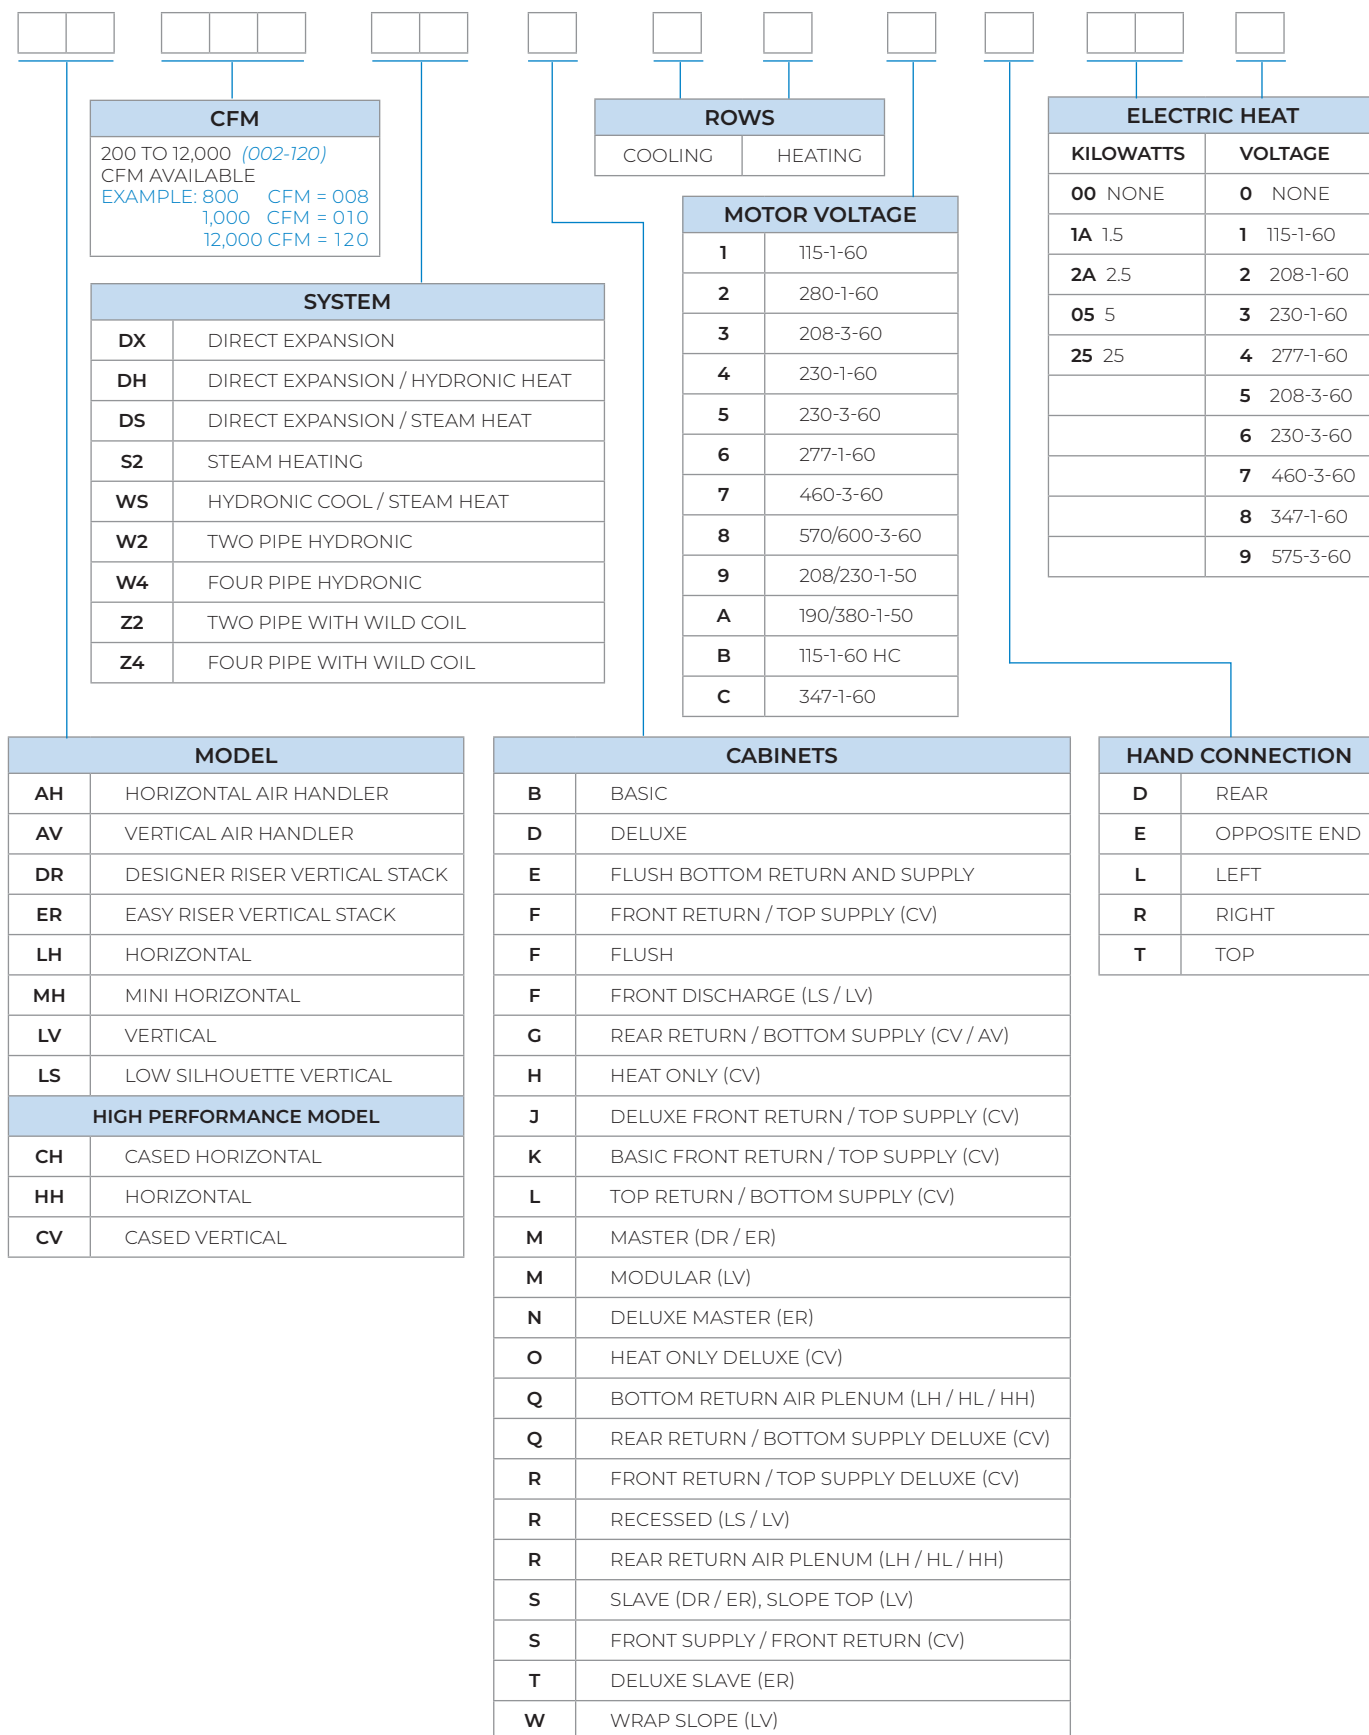 CFM
200 TO 12,000 (002-120)
CFM AVAILABLE
EXAMPLE: 800 CFM = 008
1,000 CFM = 010
12,000 CFM = 120
ROWS
COOLING HEATING
ELECTRIC HEAT
KILOWATTS VOLTAGE
00 NONE 0 NONE
1A 1.5 1 115-1-60
2A 2.5 2 208-1-60
05 5 3 230-1-60
25 25 4 277-1-60
5 208-3-60
6 230-3-60
7 460-3-60
8 347-1-60
9 575-3-60
MOTOR VOLTAGE
1 115-1-60
2 280-1-60
3 208-3-60
4 230-1-60
5 230-3-60
6 277-1-60
7 460-3-60
8 570/600-3-60
9 208/230-1-50
A 190/380-1-50
B 115-1-60 HC
C 347-1-60
SYSTEM
DX DIRECT EXPANSION
DH DIRECT EXPANSION / HYDRONIC HEAT
DS DIRECT EXPANSION / STEAM HEAT
S2 STEAM HEATING
WS HYDRONIC COOL / STEAM HEAT
W2 TWO PIPE HYDRONIC
W4 FOUR PIPE HYDRONIC
Z2 TWO PIPE WITH WILD COIL
Z4 FOUR PIPE WITH WILD COIL
MODEL
AH HORIZONTAL AIR HANDLER
AV VERTICAL AIR HANDLER
DR DESIGNER RISER VERTICAL STACK
ER EASY RISER VERTICAL STACK
LH HORIZONTAL
MH MINI HORIZONTAL
LV VERTICAL
LS LOW SILHOUETTE VERTICAL
HIGH PERFORMANCE MODEL
CH CASED HORIZONTAL
HH HORIZONTAL
CV CASED VERTICAL
CABINETS
B BASIC
D DELUXE
E FLUSH BOTTOM RETURN AND SUPPLY
F FRONT RETURN / TOP SUPPLY (CV)
F FLUSH
F FRONT DISCHARGE (LS / LV)
G REAR RETURN / BOTTOM SUPPLY (CV / AV)
H HEAT ONLY (CV)
J DELUXE FRONT RETURN / TOP SUPPLY (CV)
K BASIC FRONT RETURN / TOP SUPPLY (CV)
L TOP RETURN / BOTTOM SUPPLY (CV)
M MASTER (DR / ER)
M MODULAR (LV)
N DELUXE MASTER (ER)
O HEAT ONLY DELUXE (CV)
Q BOTTOM RETURN AIR PLENUM (LH / HL / HH)
Q REAR RETURN / BOTTOM SUPPLY DELUXE (CV)
R FRONT RETURN / TOP SUPPLY DELUXE (CV)
R RECESSED (LS / LV)
R REAR RETURN AIR PLENUM (LH / HL / HH)
S SLAVE (DR / ER), SLOPE TOP (LV)
S FRONT SUPPLY / FRONT RETURN (CV)
T DELUXE SLAVE (ER)
W WRAP SLOPE (LV)
HAND CONNECTION
D REAR
E OPPOSITE END
L LEFT
R RIGHT
T TOP